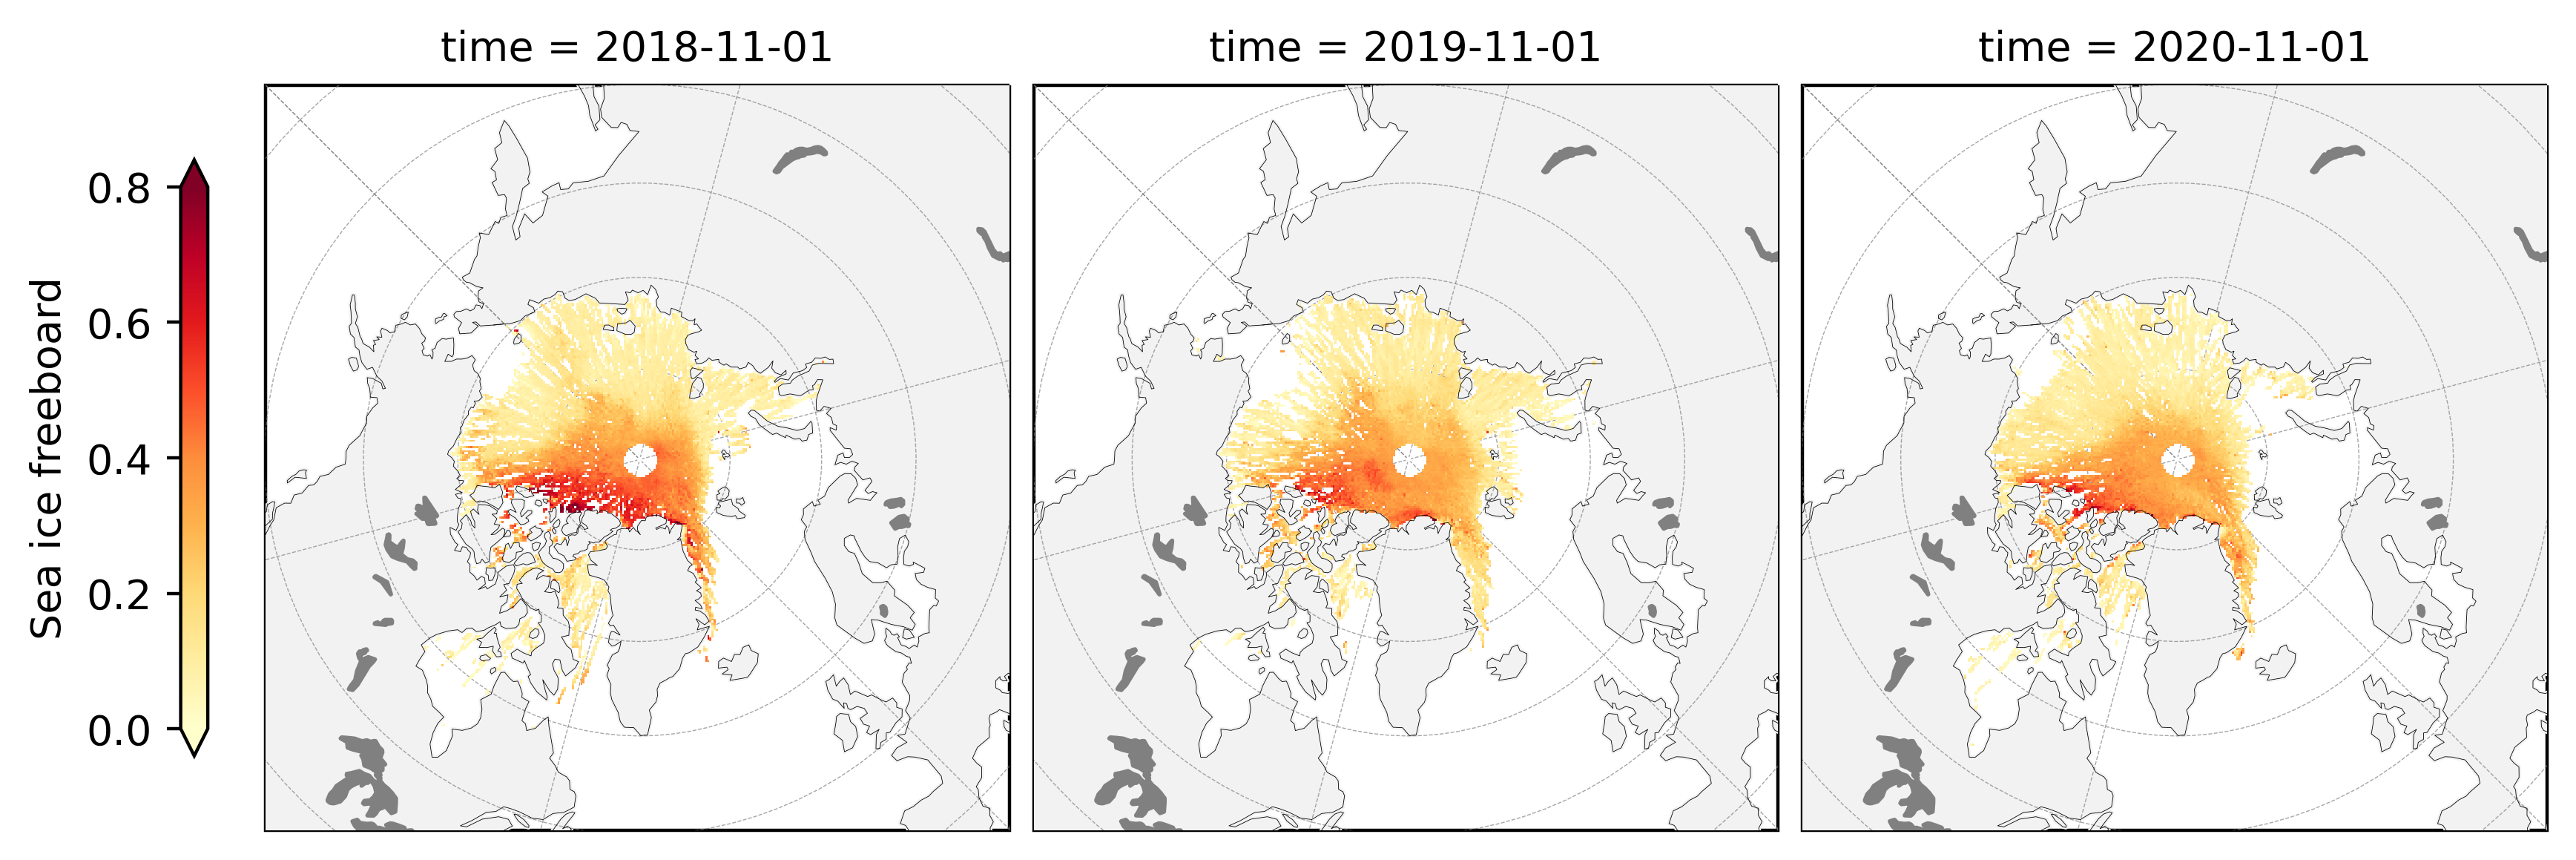 time = 2018-11-01
time = 2019-11-01
time = 2020-11-01
Sea ice freeboard
0.8
0.6
0.4
0.2
0.0